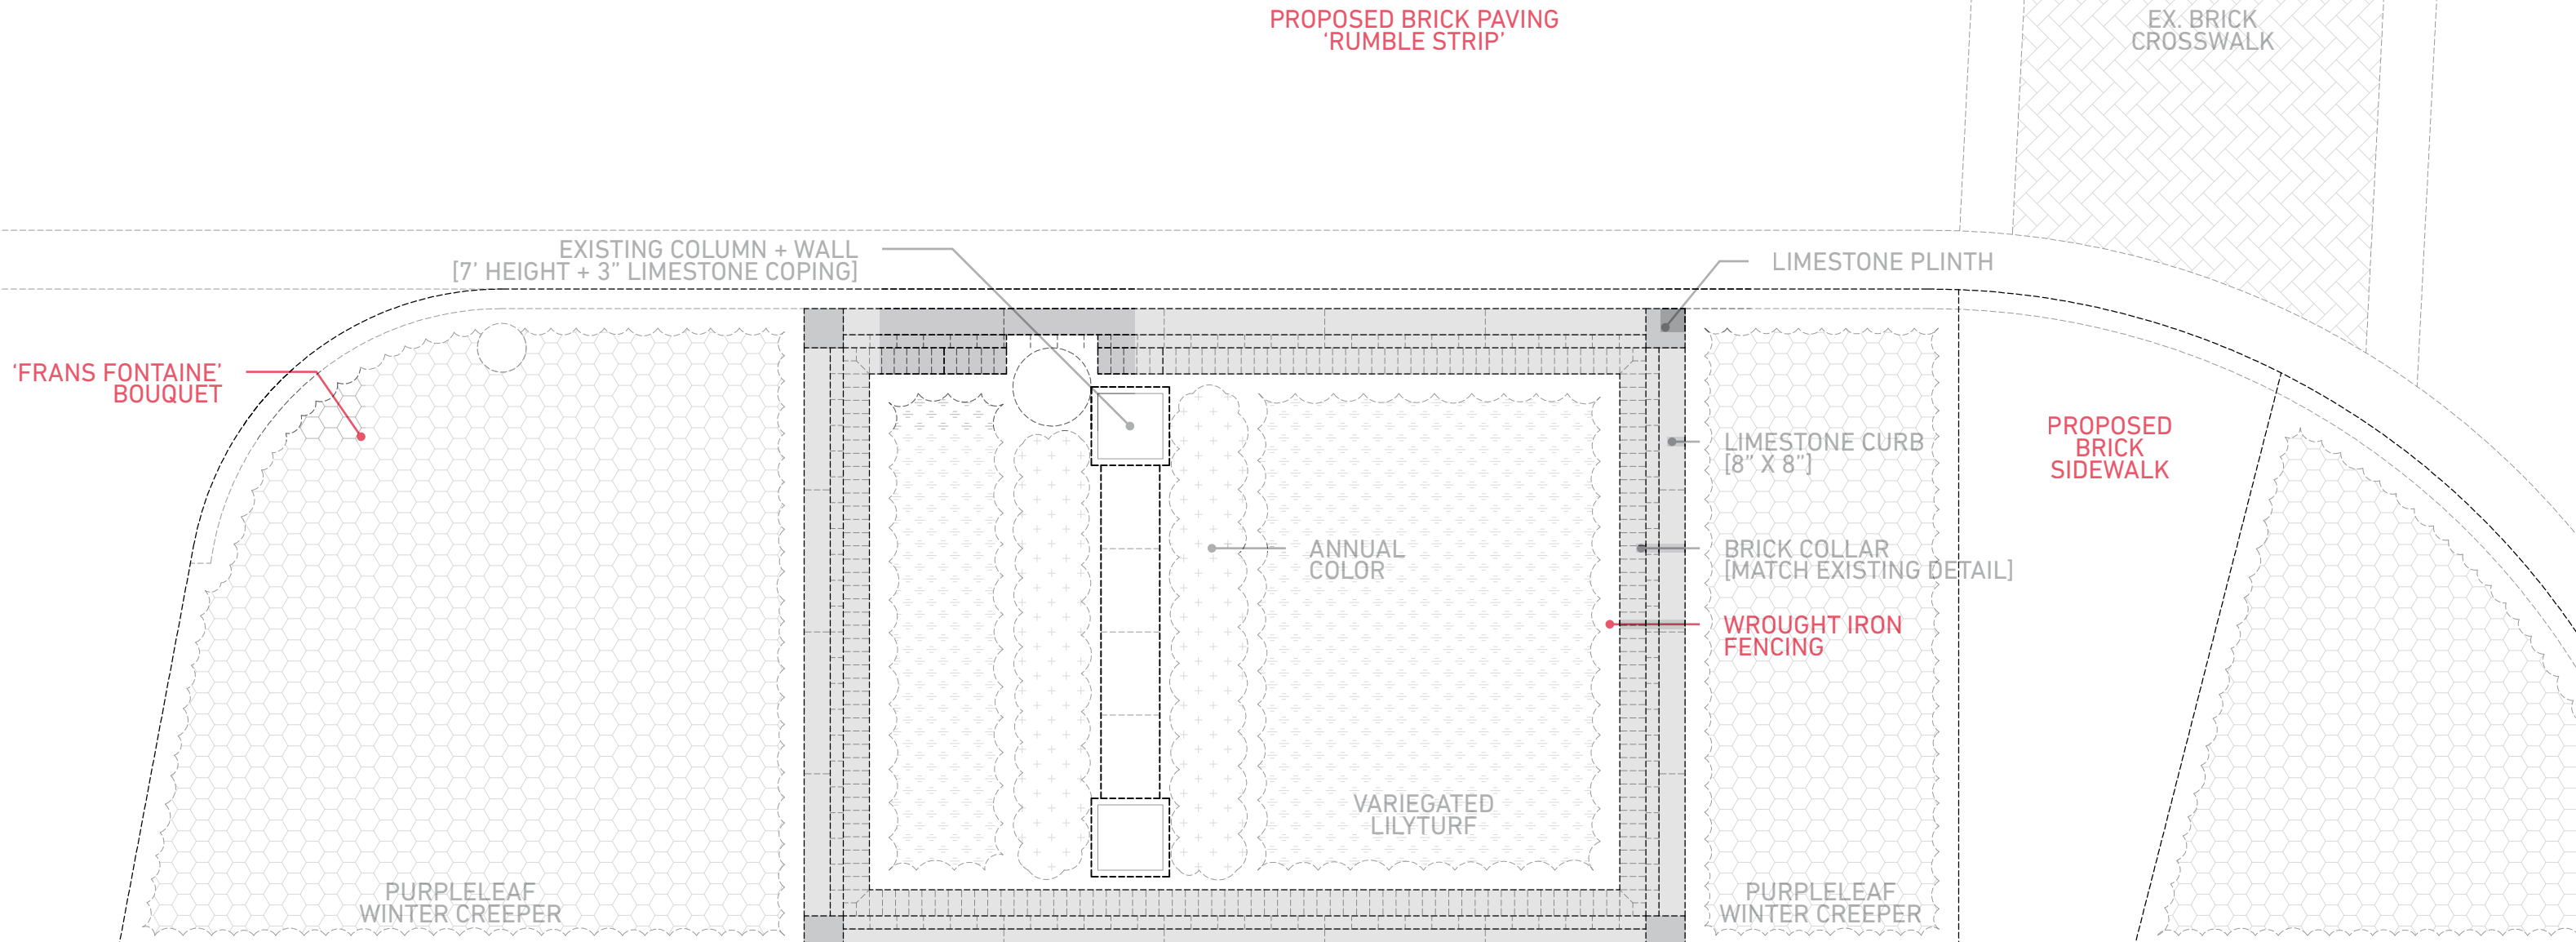 PROPOSED BRICK PAVING
‘RUMBLE STRIP’
EX. BRICK
CROSSWALK
EXISTING COLUMN + WALL
[7’ HEIGHT + 3” LIMESTONE COPING]
LIMESTONE PLINTH
‘FRANS FONTAINE’
BOUQUET
PROPOSED
BRICK
SIDEWALK
LIMESTONE CURB
[8” X 8”]
ANNUAL
COLOR
BRICK COLLAR
[MATCH EXISTING DETAIL]
WROUGHT IRON
FENCING
VARIEGATED
LILYTURF
PURPLELEAF
WINTER CREEPER
PURPLELEAF
WINTER CREEPER